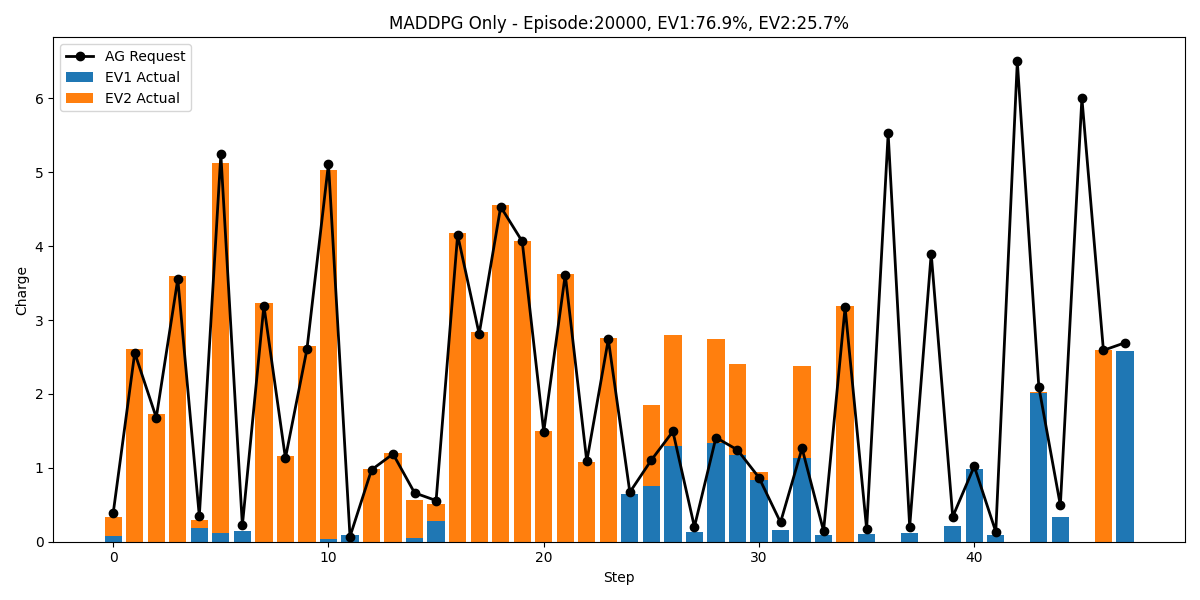 MADDPG Only - Episode:20000, EV1:76.9%, EV2:25.7%
AG Request
EV1 Actual
EV2 Actual
Charge
6
5
4
3
2
1
0
0 10 20 30 40
Step